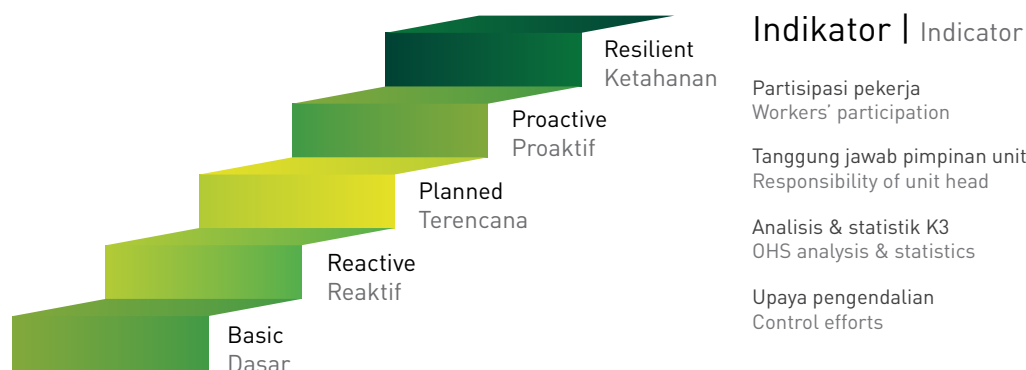 Resilient
Ketahanan
Proactive
Proaktif
Planned
Terencana
Reactive
Reaktif
Basic
Dasar
Indikator | Indicator
Partisipasi pekerja
Workers' participation
Tanggung jawab pimpinan unit
Responsibility of unit head
Analisis & statistik K3
OHS analysis & statistics
Upaya pengendalian
Control efforts